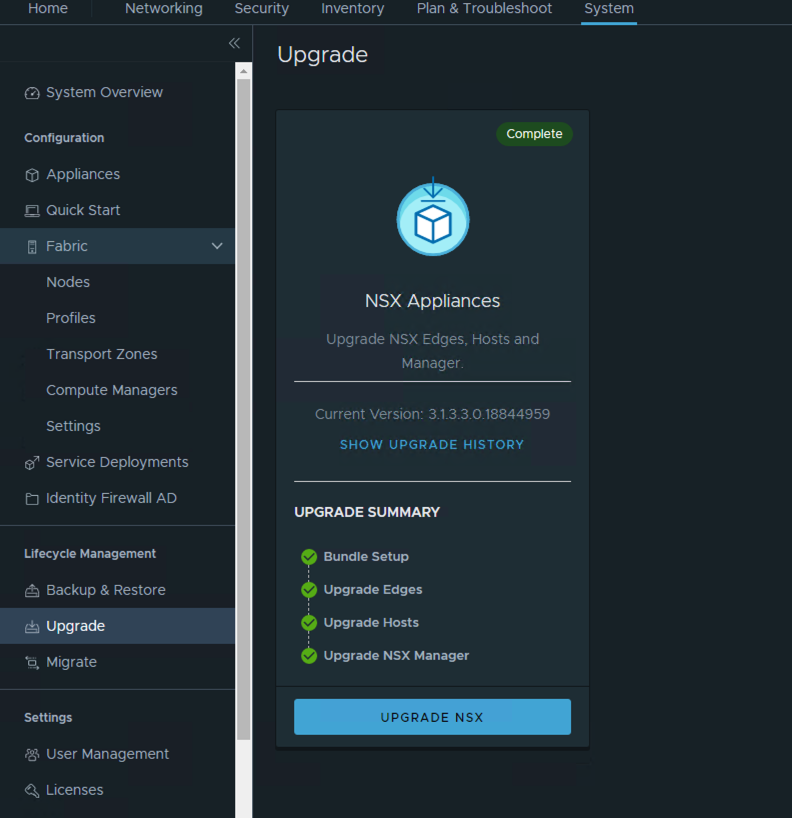 Home Networking Security Inventory Plan & Troubleshoot System
System Overview
Configuration
Appliances
Quick Start
Fabric
Nodes
Profiles
Transport Zones
Compute Managers
Settings
Service Deployments
Identity Firewall AD
Lifecycle Management
Backup & Restore
Upgrade
Migrate
Settings
User Management
Licenses
Upgrade
Complete
NSX Appliances
Upgrade NSX Edges, Hosts and
Manager.
Current Version: 3.1.3.3.0.18844959
SHOW UPGRADE HISTORY
UPGRADE SUMMARY
Bundle Setup
Upgrade Edges
Upgrade Hosts
Upgrade NSX Manager
UPGRADE NSX